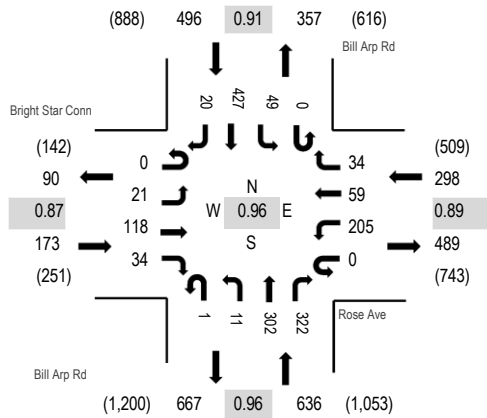 (888) 496 0.91 357 (616)
Bill Arp Rd
20 427 49 0
Bright Star Conn
(142) 0 34 (509)
90 298
21 N 59
0.87 W 0.96 E 0.89
118 S 205
173 489
34 0
(251) (743)
1 11 302 322
Rose Ave
Bill Arp Rd
(1,200) 667 0.96 636 (1,053)